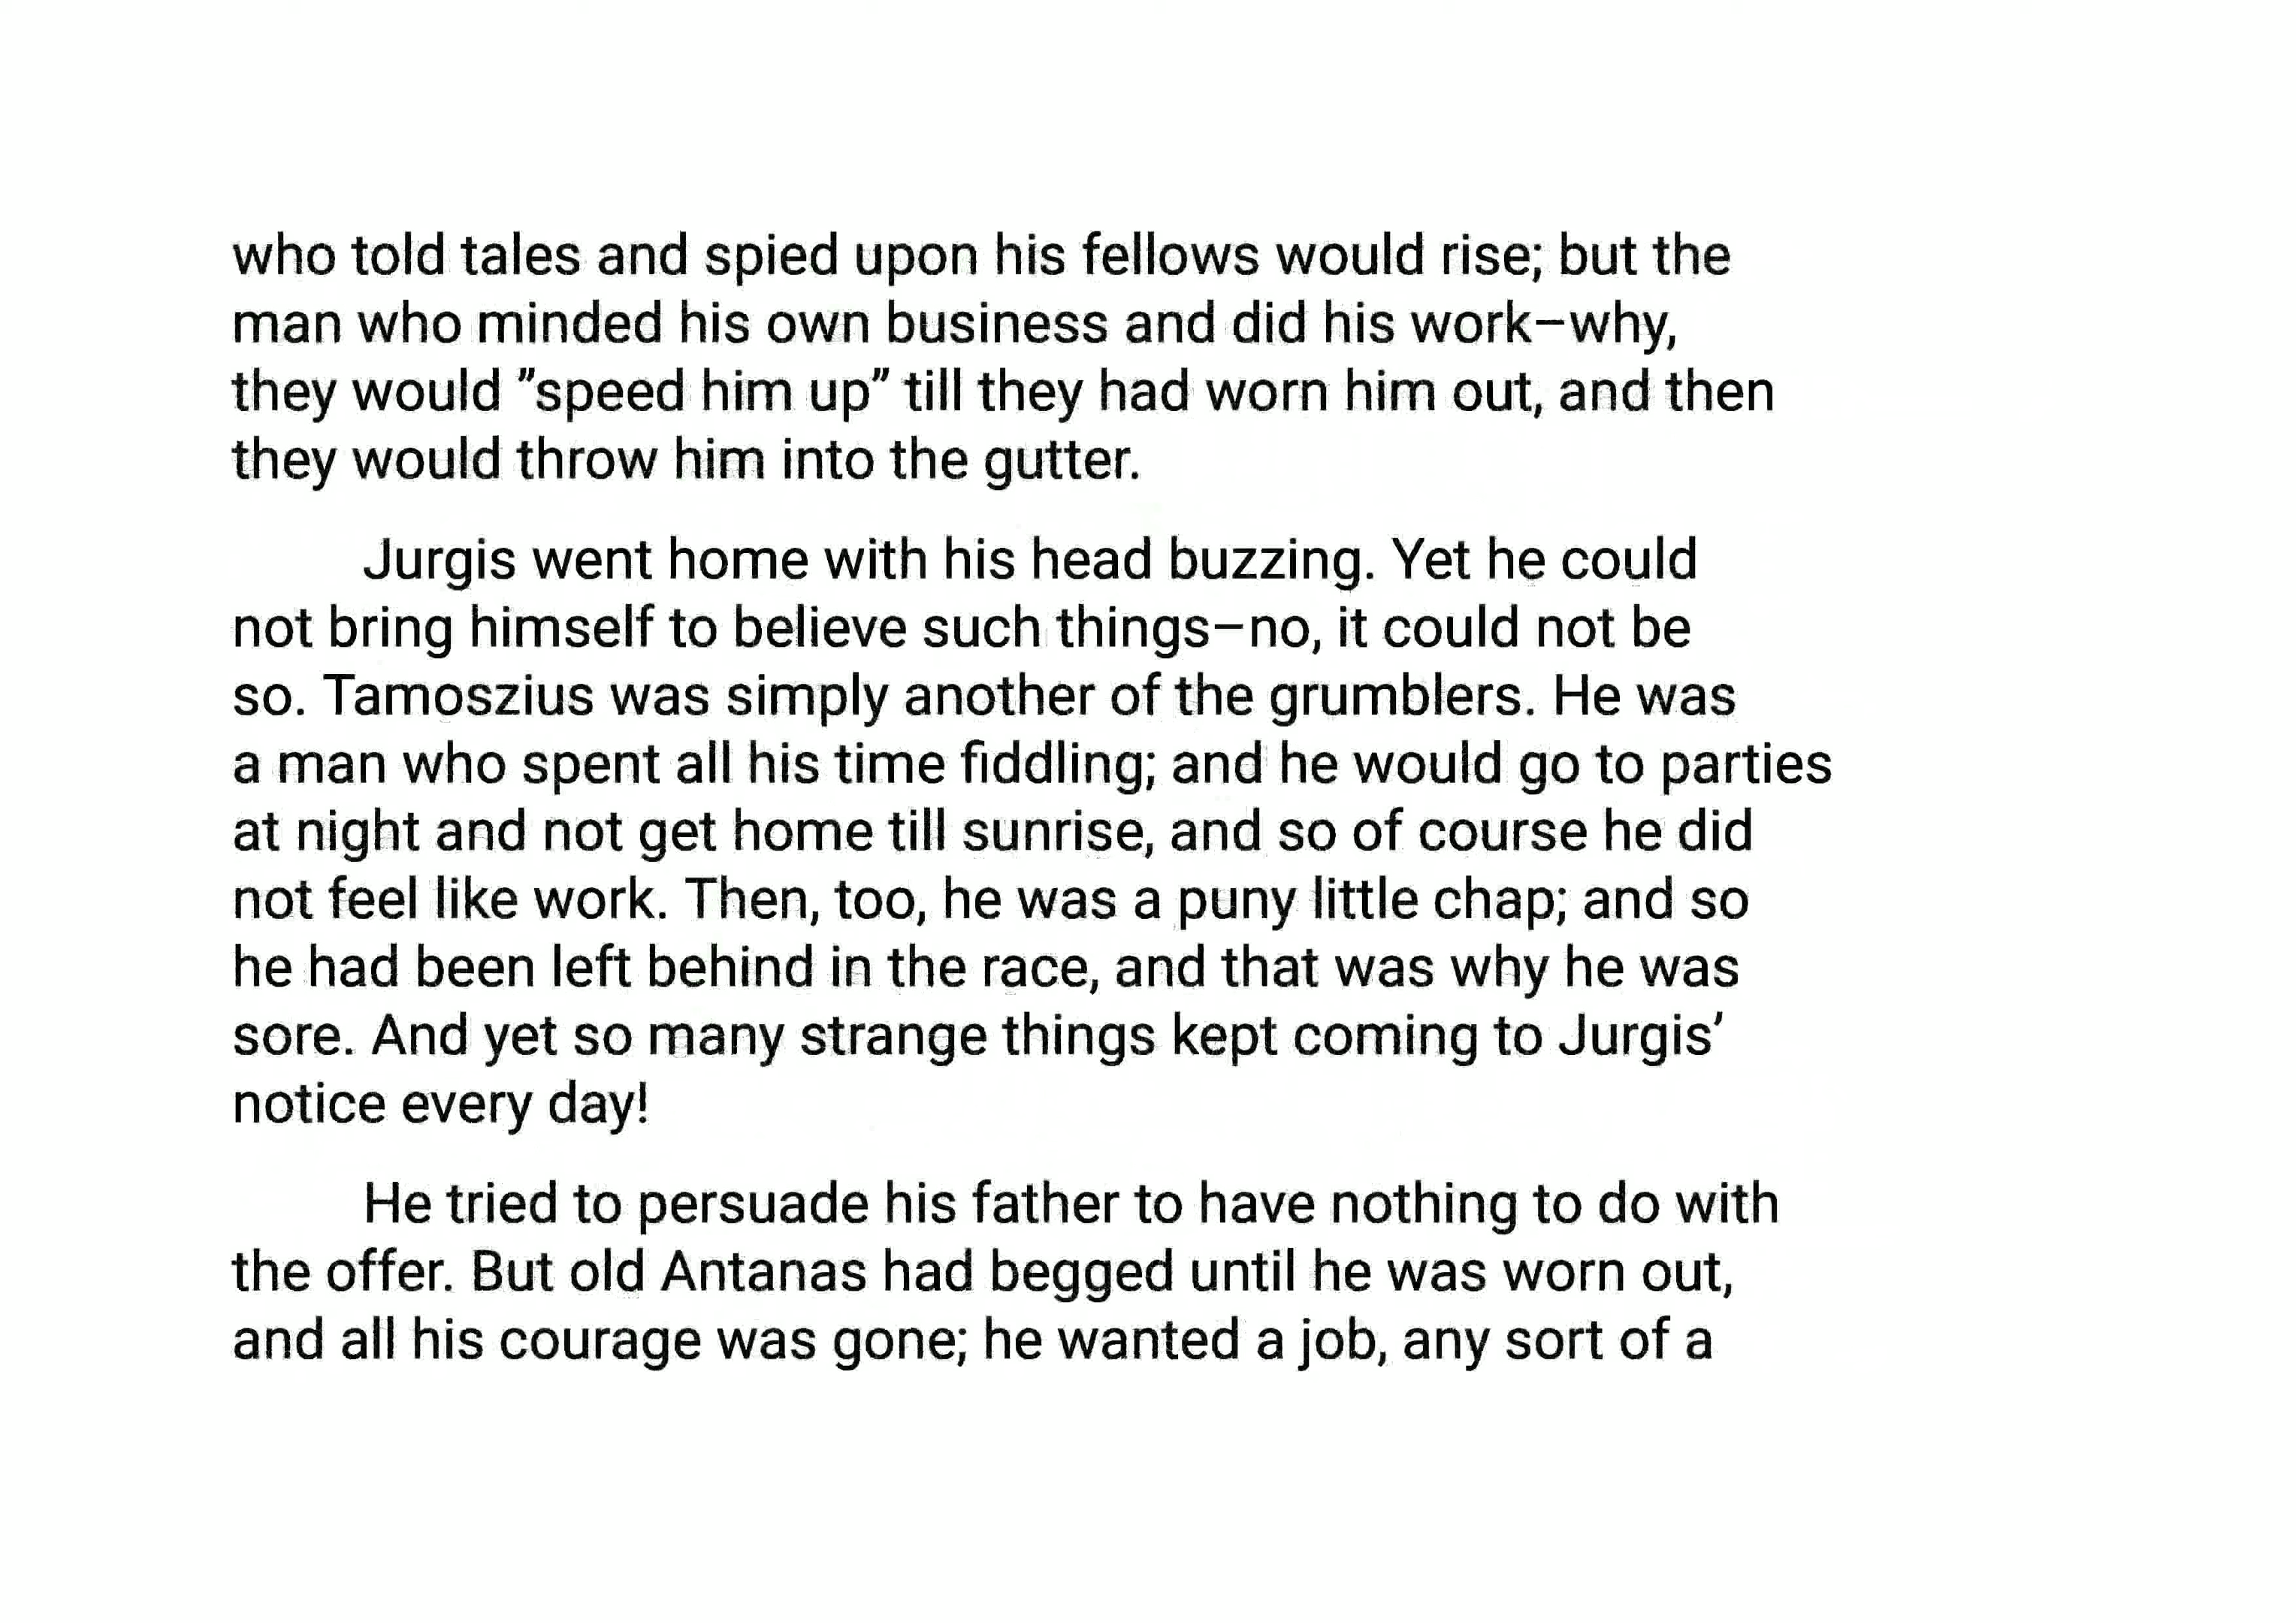 who told tales and spied upon his fellows would rise; but the
man who minded his own business and did his work–why,
they would ”speed him up” till they had worn him out, and then
they would throw him into the gutter.
Jurgis went home with his head buzzing. Yet he could
not bring himself to believe such things–no, it could not be
so. Tamoszius was simply another of the grumblers. He was
a man who spent all his time fiddling; and he would go to parties
at night and not get home till sunrise, and so of course he did
not feel like work. Then, too, he was a puny little chap; and so
he had been left behind in the race, and that was why he was
sore. And yet so many strange things kept coming to Jurgis’
notice every day!
He tried to persuade his father to have nothing to do with
the offer. But old Antanas had begged until he was worn out,
and all his courage was gone; he wanted a job, any sort of a